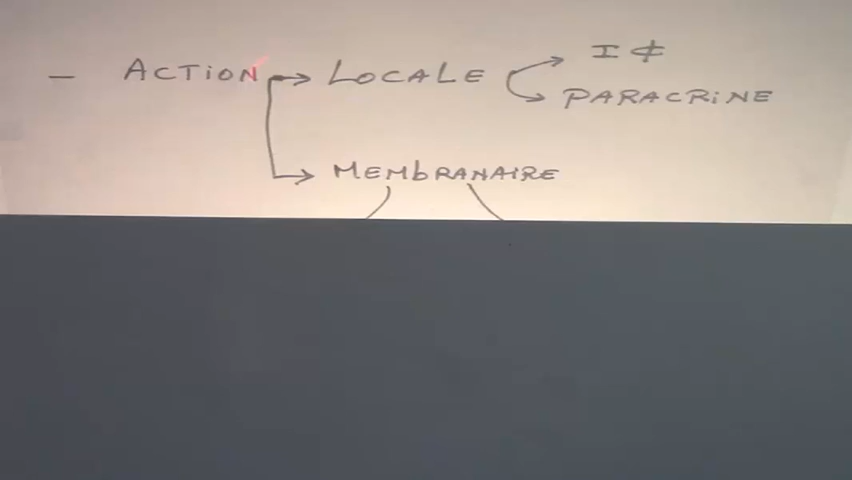 I ⊄
– ACTION → LOCALE
PARACRINE
MEMBRANAIRE